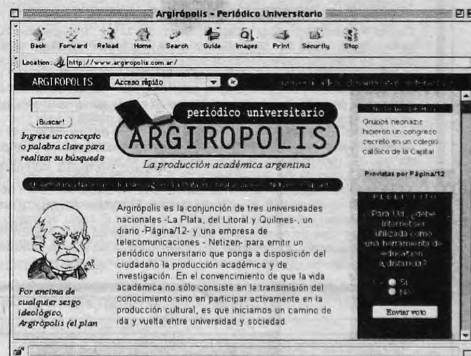 Argirópolis - Periódico Universitario
Back Forward Reload Home Search Guide Images Print Security Stop
Location: http://www.argiropolis.com.ar/
ARGIROPOLIS Acceso rápido
¡Buscar!
Ingrese un concepto
o palabra clave para
realizar su búsqueda
periódico universitario
ARGIROPOLIS
La producción académica argentina
Grupos neonazis
hicieron un congreso
secreto en un colegio
católico de la Capital
Provistas por Página/12
Argirópolis es la conjunción de tres universidades
nacionales -La Plata, del Litoral y Quilmes-, un
diario -Página/12- y una empresa de
telecomunicaciones - Netizen- para emitir un
periódico universitario que ponga a disposición del
ciudadano la producción académica y de
investigación. En el convencimiento de que la vida
académica no sólo consiste en la transmisión del
conocimiento sino en participar activamente en la
producción cultural, es que iniciamos un camino de
ida y vuelta entre universidad y sociedad.
Por encima de
cualquier sesgo
ideológico,
Argirópolis (el plan
PLEBISCITO
Para Ud. ¿debe
Internet ser
utilizada como
una herramienta de
educación
a distancia?
Si
No
Enviar voto